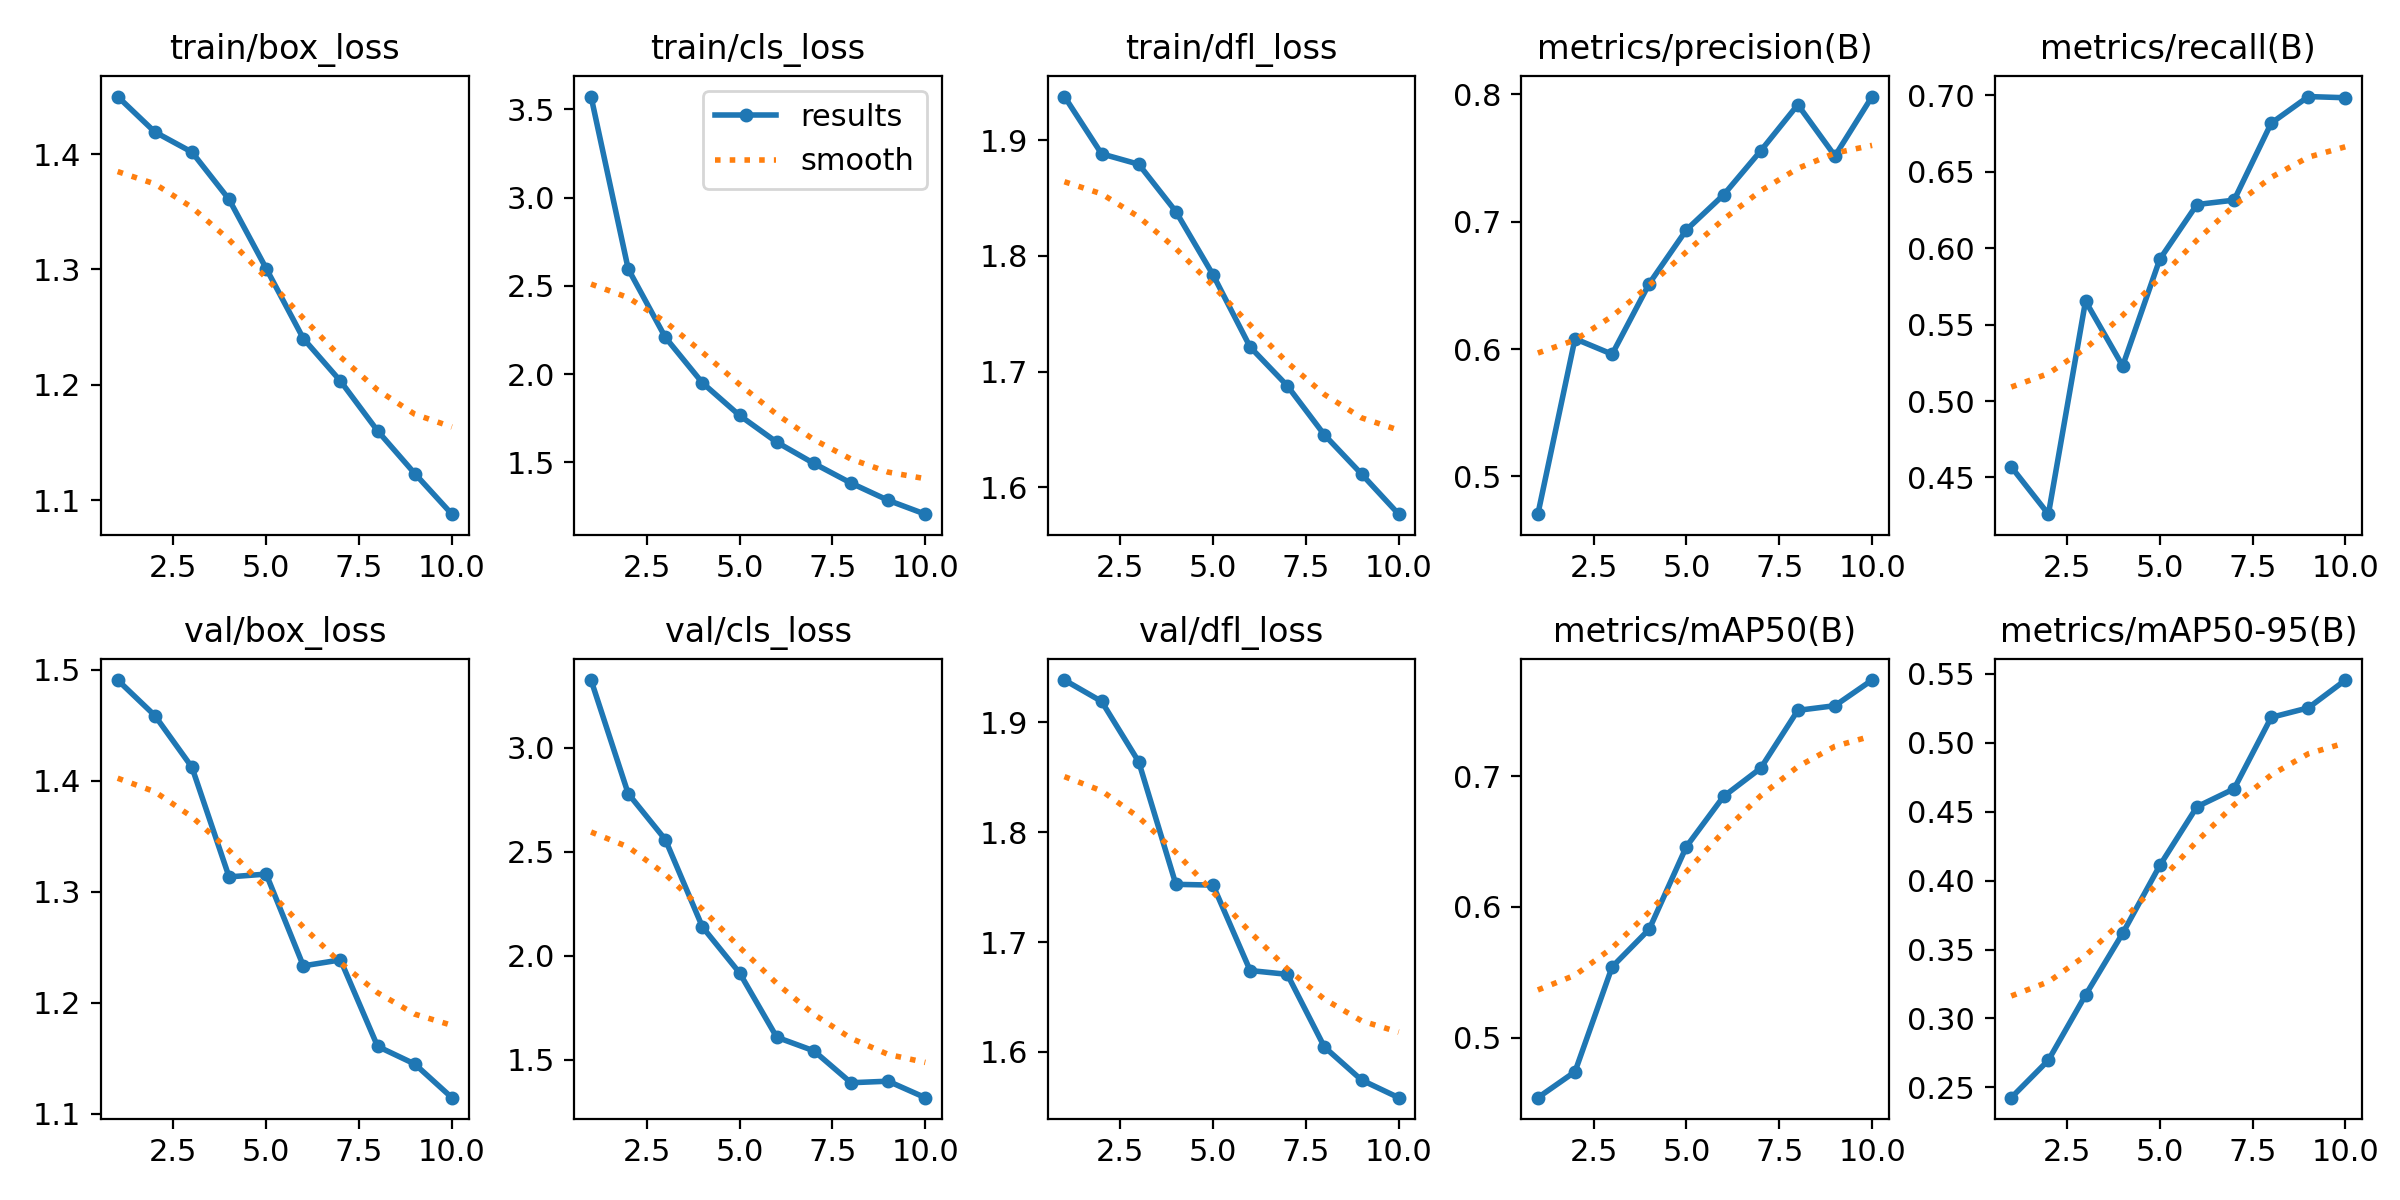 train/box_loss
train/cls_loss
train/dfl_loss
metrics/precision(B)
metrics/recall(B)
1.4
1.3
1.2
1.1
2.5 5.0 7.5 10.0
3.5
3.0
2.5
2.0
1.5
results
smooth
2.5 5.0 7.5 10.0
1.9
1.8
1.7
1.6
2.5 5.0 7.5 10.0
0.8
0.7
0.6
0.5
2.5 5.0 7.5 10.0
0.70
0.65
0.60
0.55
0.50
0.45
2.5 5.0 7.5 10.0
val/box_loss
val/cls_loss
val/dfl_loss
metrics/mAP50(B)
metrics/mAP50-95(B)
1.5
1.4
1.3
1.2
1.1
2.5 5.0 7.5 10.0
3.0
2.5
2.0
1.5
2.5 5.0 7.5 10.0
1.9
1.8
1.7
1.6
2.5 5.0 7.5 10.0
0.7
0.6
0.5
2.5 5.0 7.5 10.0
0.55
0.50
0.45
0.40
0.35
0.30
0.25
2.5 5.0 7.5 10.0